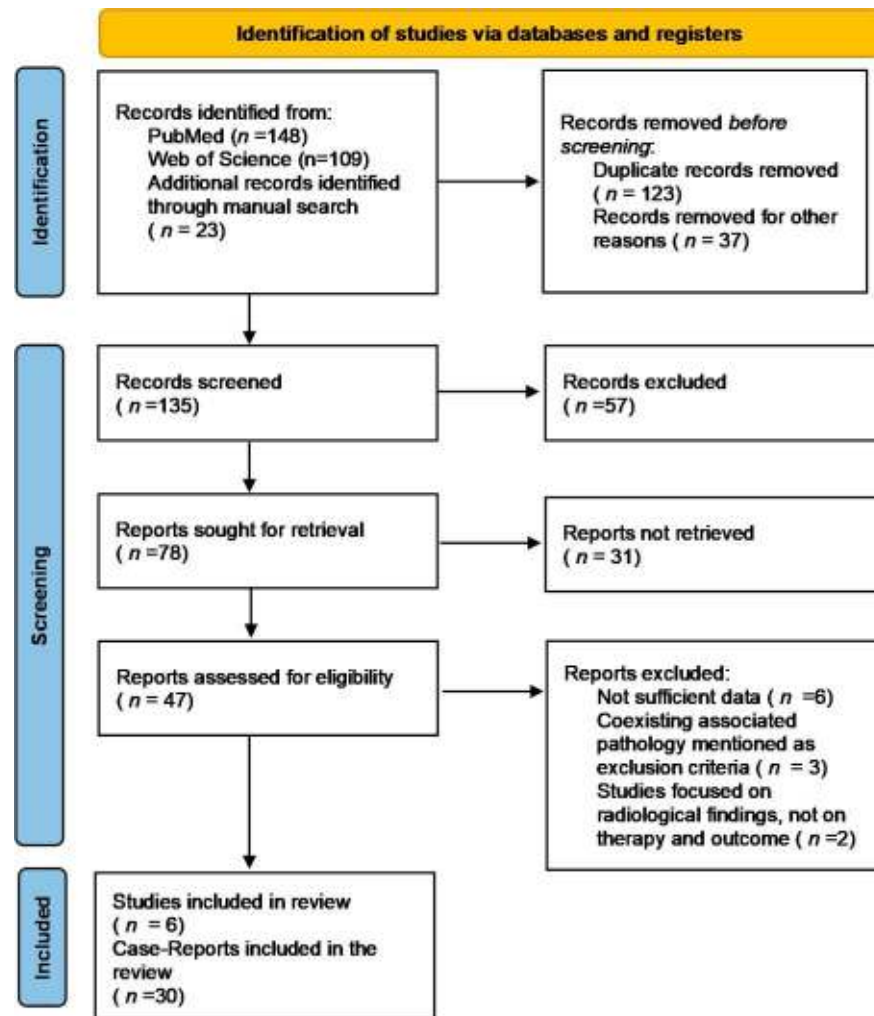 Identification of studies via databases and registers
Identification
Records identified from:
PubMed (n =148)
Web of Science (n=109)
Additional records identified
through manual search
( n = 23)
Records removed before
screening:
Duplicate records removed
( n = 123)
Records removed for other
reasons ( n = 37)
Screening
Records screened
( n =135)
Records excluded
( n =57)
Reports sought for retrieval
( n =78)
Reports not retrieved
( n = 31)
Reports assessed for eligibility
( n = 47)
Reports excluded:
Not sufficient data ( n =6)
Coexisting associated
pathology mentioned as
exclusion criteria ( n = 3)
Studies focused on
radiological findings, not on
therapy and outcome ( n =2)
Included
Studies included in review
( n = 6)
Case-Reports included in the
review
( n =30)